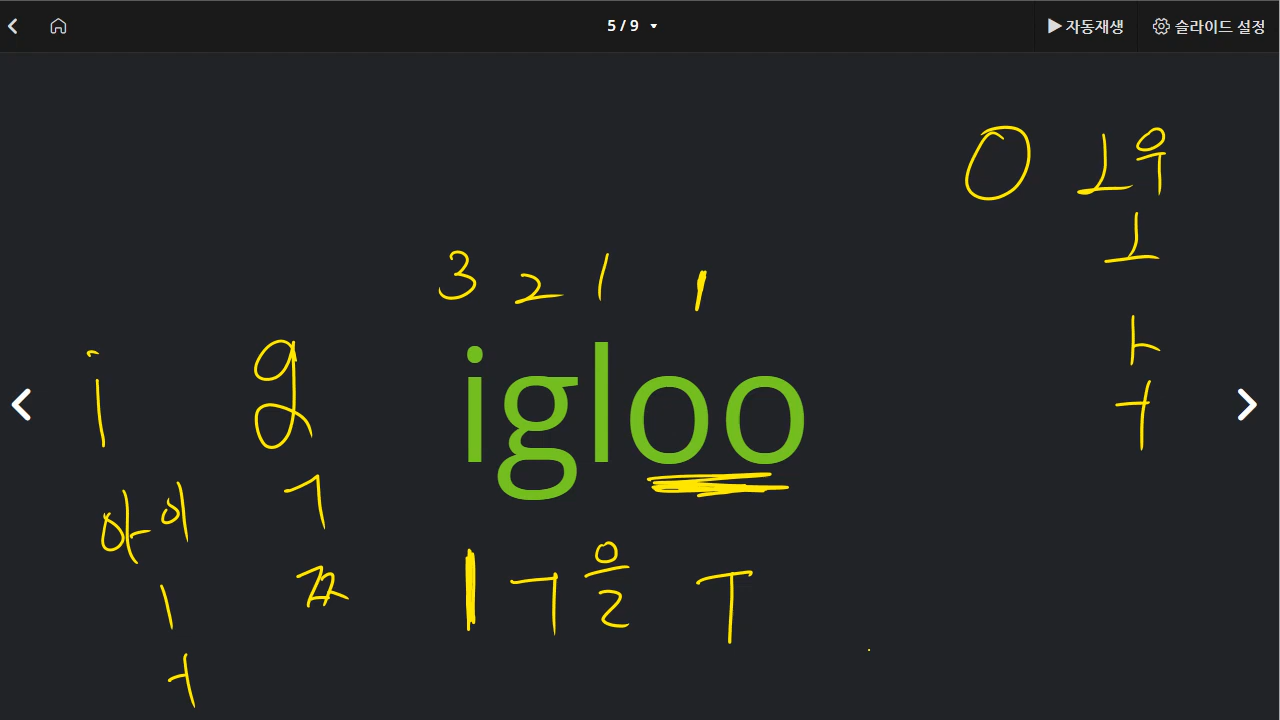 5 / 9
자동재생
슬라이드 설정
O ㅗ우
ㅗ
ㅏ
ㅜ
3 2 1 1
i g
igloo
아이 ㄱ
ㅣ ㅈ
ㅓ
ㅣ ㄱ 을 ㅜ